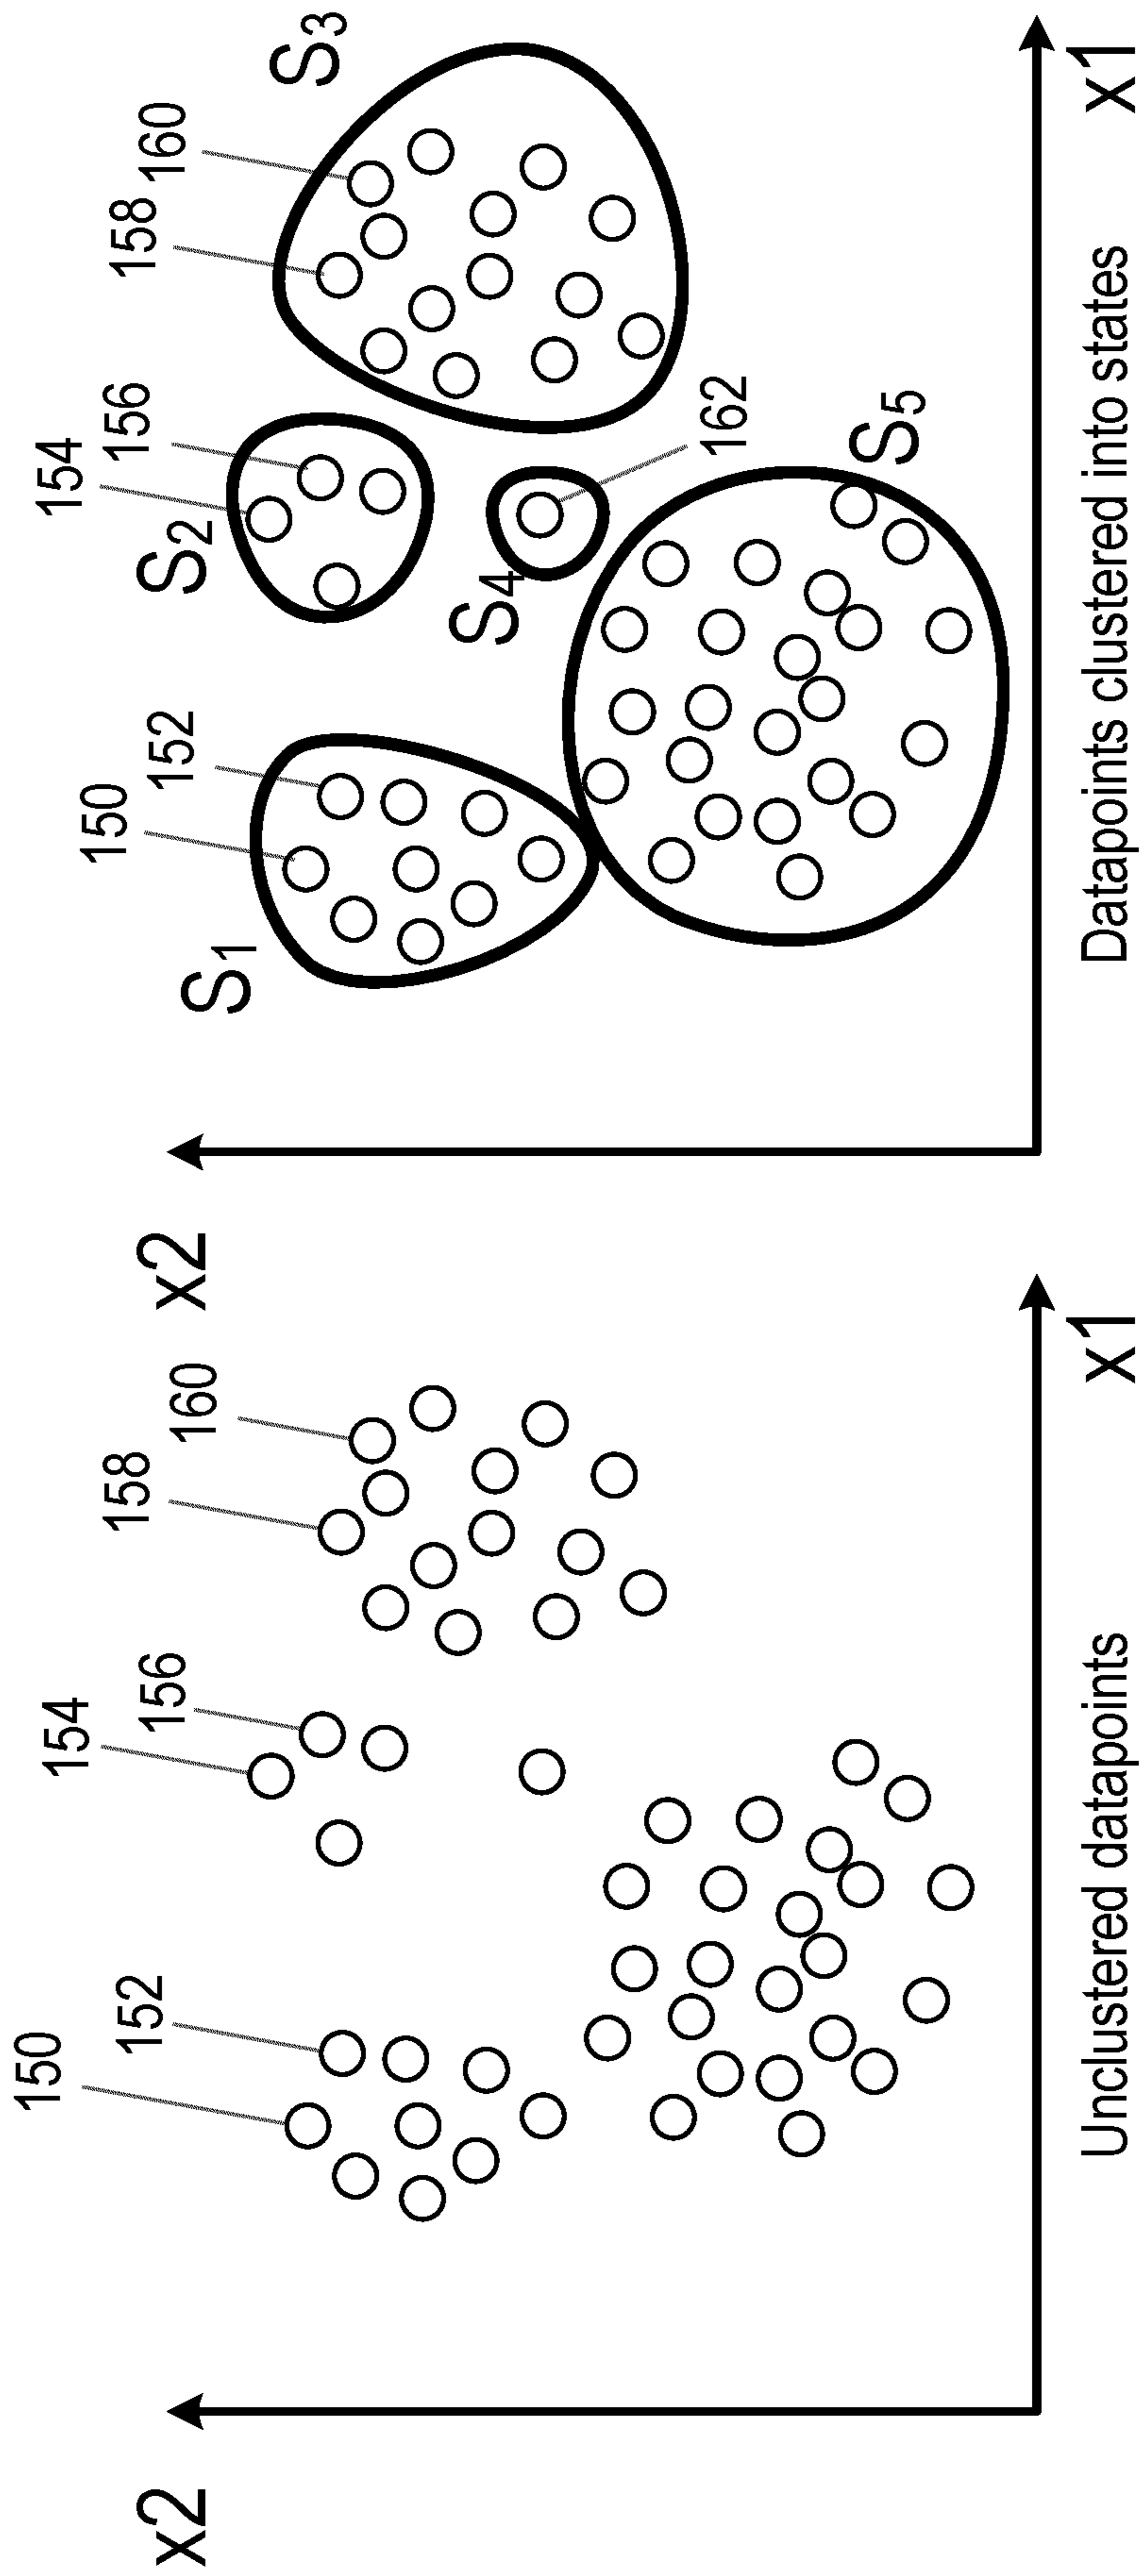 x2
150
152
154
156
158
160
x1
Unclustered datapoints
x2
S1
150
152
S2
154
156
158
160
S3
S4
162
S5
x1
Datapoints clustered into states